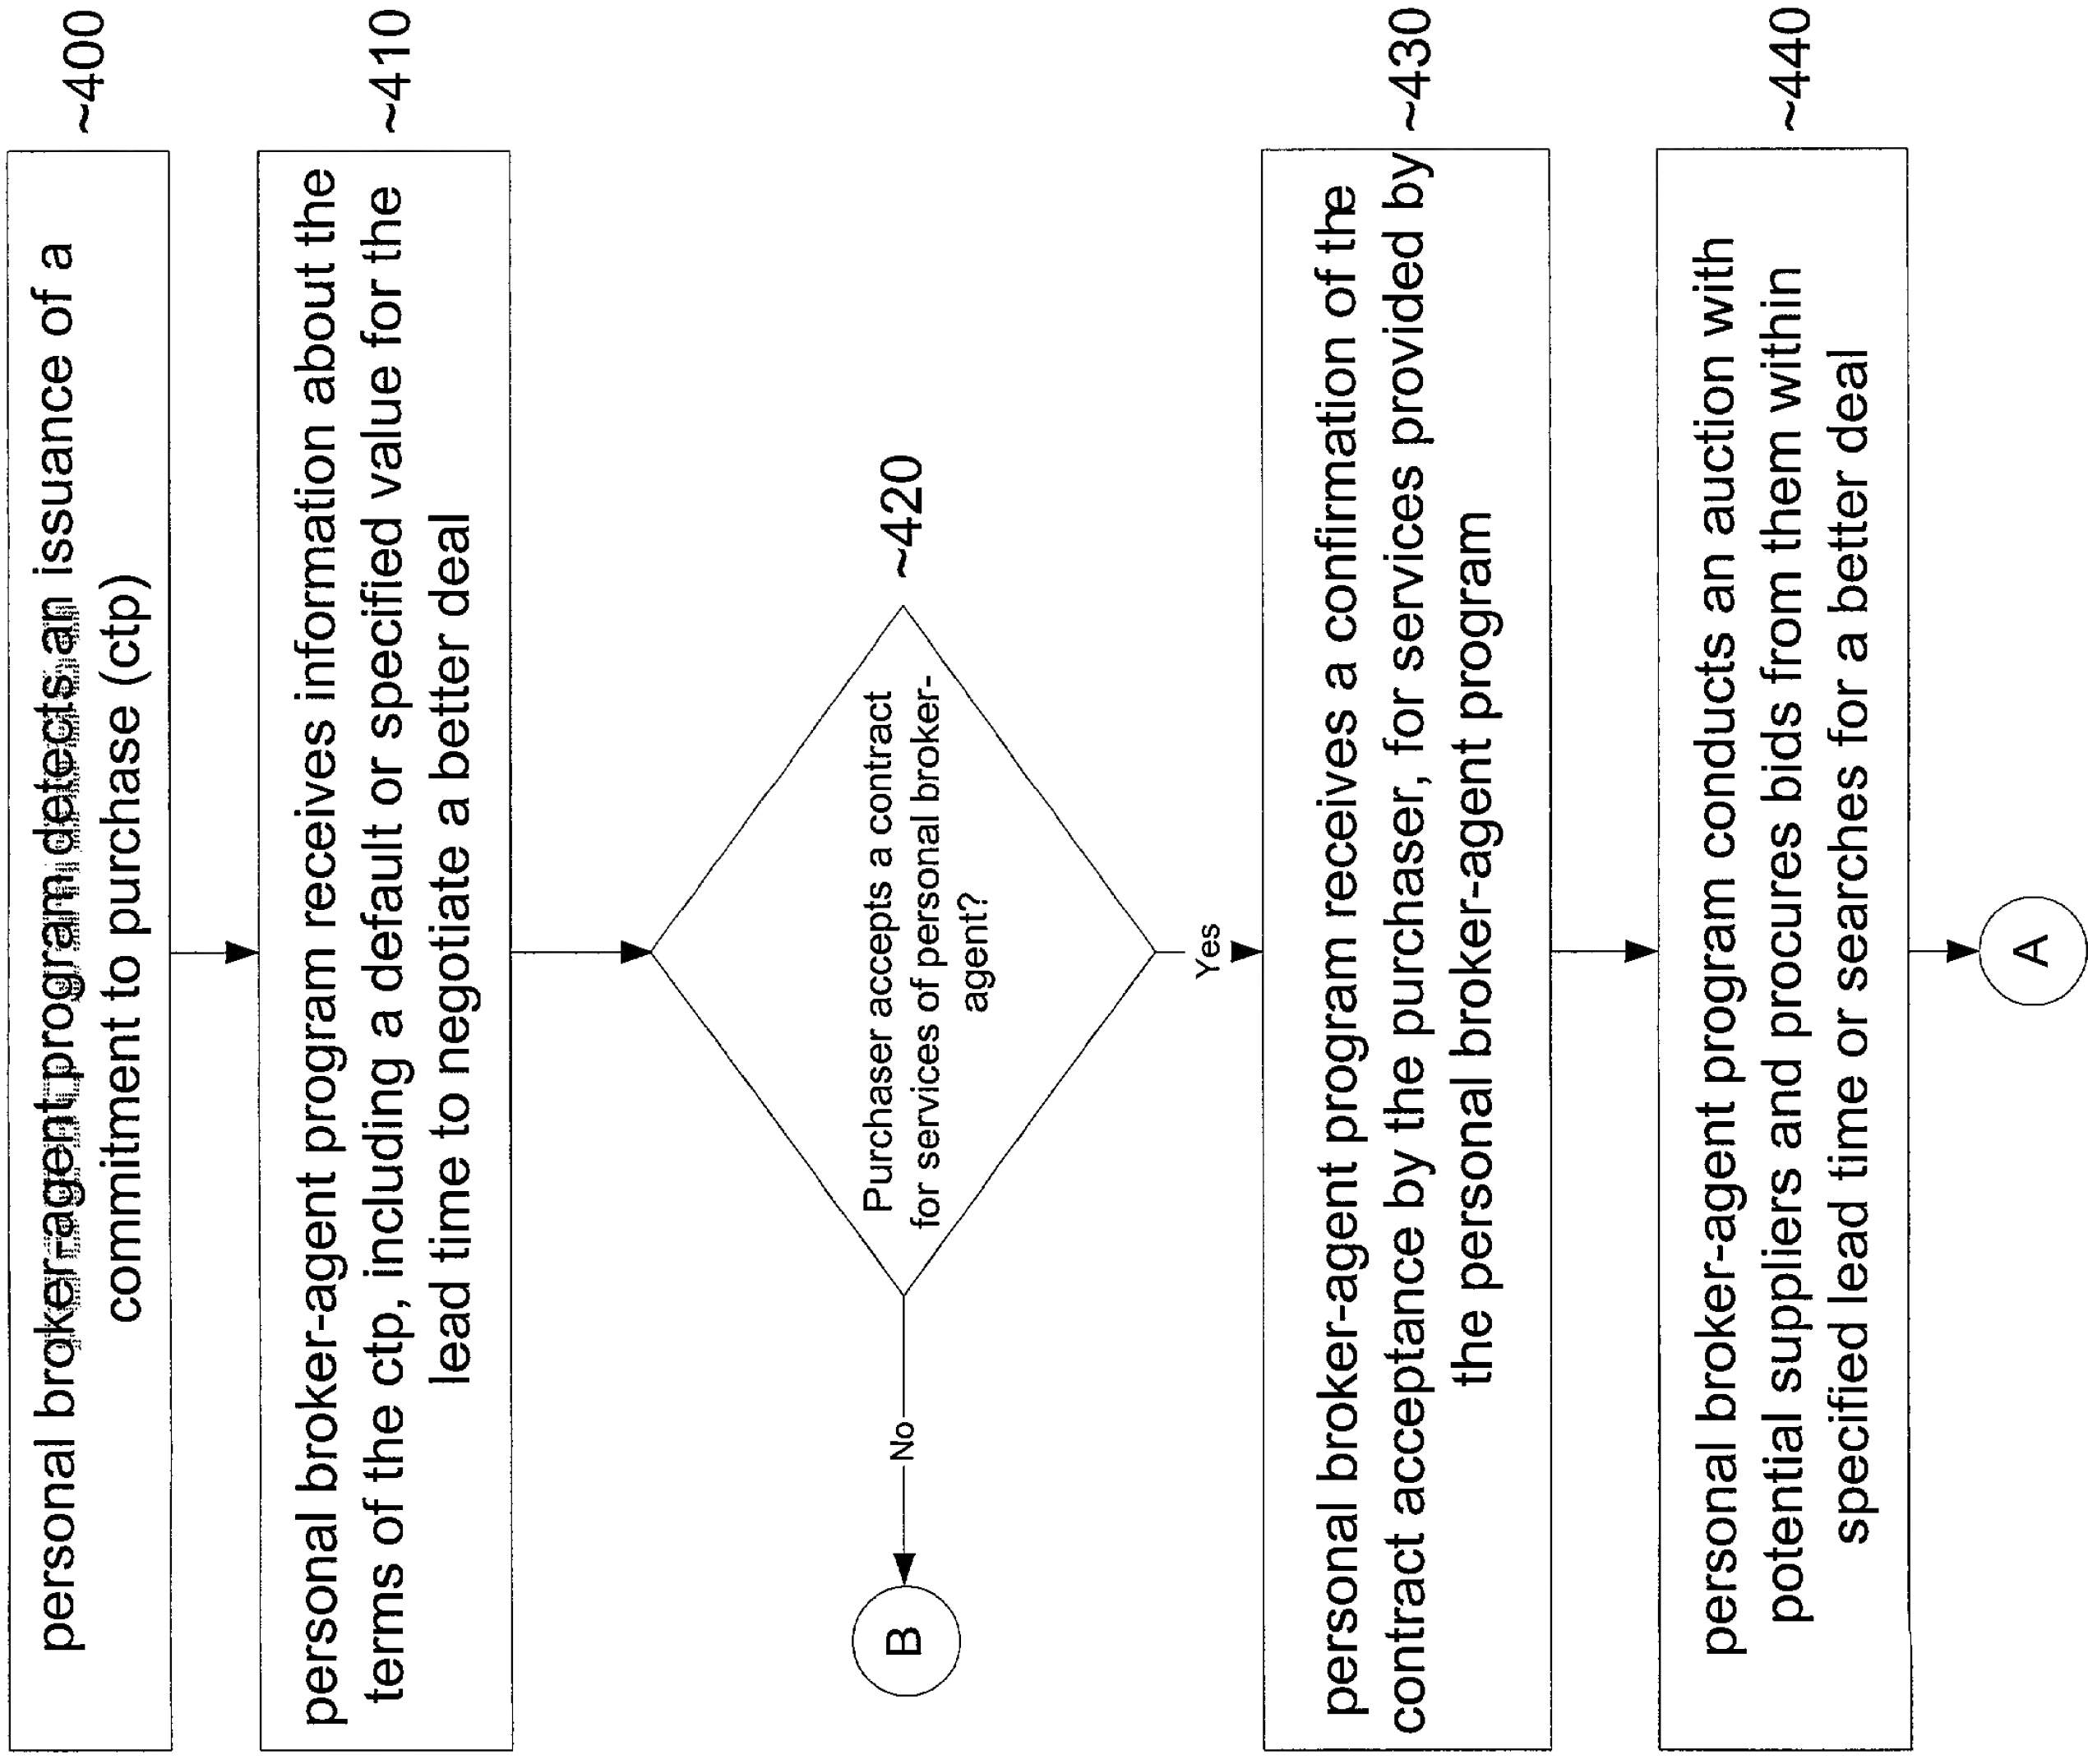 personal broker-agent program detects an issuance of a
commitment to purchase (ctp)
~400
personal broker-agent program receives information about the
terms of the ctp, including a default or specified value for the
lead time to negotiate a better deal
~410
Purchaser accepts a contract
for services of personal broker-
agent?
~420
No
B
Yes
personal broker-agent program receives a confirmation of the
contract acceptance by the purchaser, for services provided by
the personal broker-agent program
~430
personal broker-agent program conducts an auction with
potential suppliers and procures bids from them within
specified lead time or searches for a better deal
~440
A